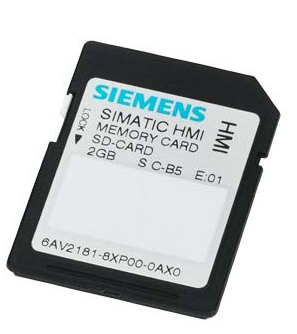 SIEMENS
SIMATIC HMI
MEMORY CARD
SD-CARD
2GB S C-B5 E:01
6AV2181-8XP00-0AX0
HMI
LOCK